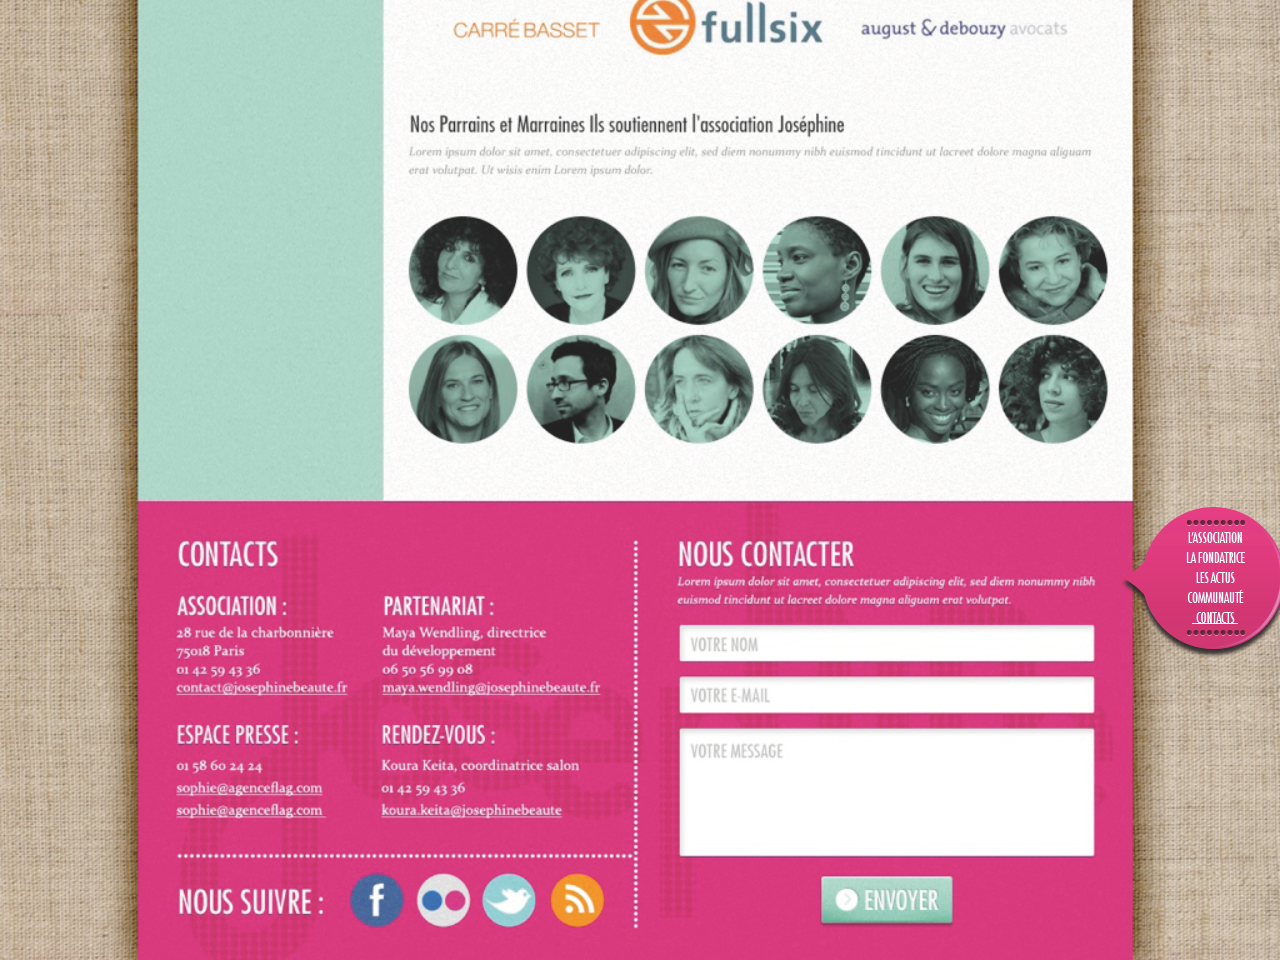 CARRÉ BASSET
fullsix
august & debouzy avocats
Nos Parrains et Marraines Ils soutiennent l'association Joséphine
Lorem ipsum dolor sit amet, consectetuer adipiscing elit, sed diem nonummy nibh euismod tincidunt ut lacreet dolore magna aliguam
erat volutpat. Ut wisis enim Lorem ipsum dolor.
CONTACTS
ASSOCIATION :
28 rue de la charbonnière
75018 Paris
01 42 59 43 36
contact@josephinebeaute.fr
PARTENARIAT :
Maya Wendling, directrice
du développement
06 50 56 99 08
maya.wendling@josephinebeaute.fr
ESPACE PRESSE :
01 58 60 24 24
sophie@agenceflag.com
sophie@agenceflag.com
RENDEZ-VOUS :
Koura Keita, coordinatrice salon
01 42 59 43 36
koura.keita@josephinebeaute
NOUS SUIVRE :
f
NOUS CONTACTER
Lorem ipsum dolor sit amet, consectetuer adipiscing elit, sed diem nonummy nibh
euismod tincidunt ut lacreet dolore magna aliguam erat volutpat.
VOTRE NOM
VOTRE E-MAIL
VOTRE MESSAGE
ENVOYER
L'ASSOCIATION
LA FONDATRICE
LES ACTUS
COMMUNAUTÉ
CONTACTS